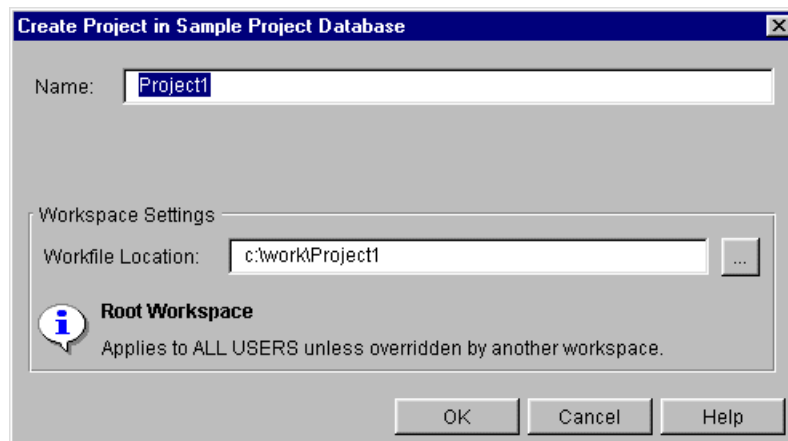 Create Project in Sample Project Database
Name: Project1
Workspace Settings
Workfile Location: c:\work\Project1 ...
Root Workspace
Applies to ALL USERS unless overridden by another workspace.
OK Cancel Help